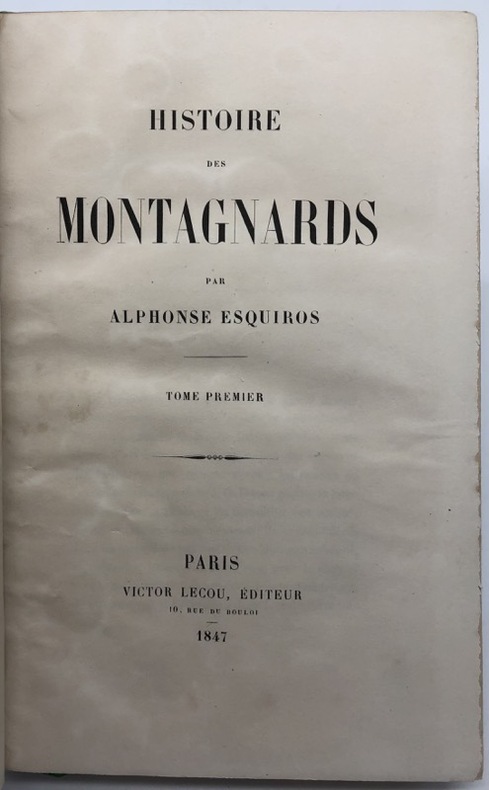 HISTOIRE
DES
MONTAGNARDS
PAR
ALPHONSE ESQUIROS
TOME PREMIER
PARIS
VICTOR LECOU, ÉDITEUR
10, RUE DU BOULOI
1847